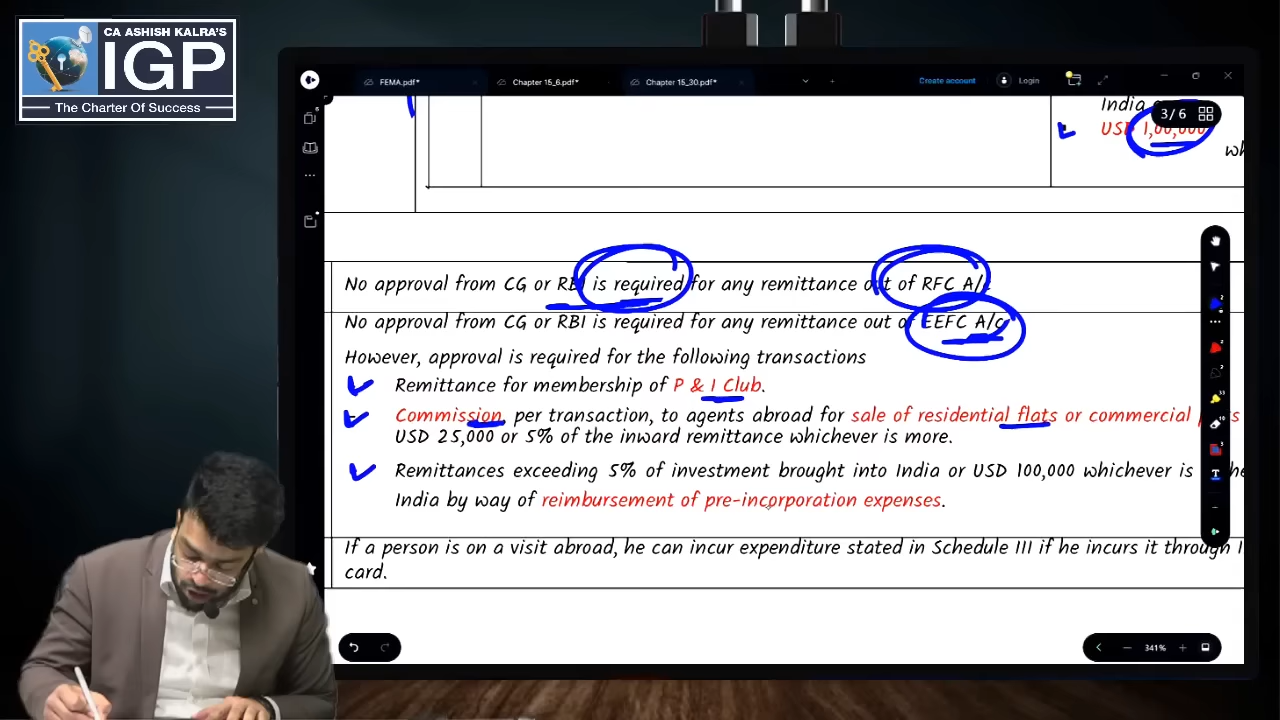 CA ASHISH KALRA'S
IGP
The Charter Of Success
FEMA.pdf*
Chapter 15_6.pdf*
Chapter 15_30.pdf*
Create account
Login
India
3/6
USD 1,00,000
No approval from CG or RBI is required for any remittance out of RFC A/c
No approval from CG or RBI is required for any remittance out of EEFC A/c
However, approval is required for the following transactions
Remittance for membership of P & I Club.
Commission, per transaction, to agents abroad for sale of residential flats or commercial
USD 25,000 or 5% of the inward remittance whichever is more.
Remittances exceeding 5% of investment brought into India or USD 100,000 whichever is
India by way of reimbursement of pre-incorporation expenses.
If a person is on a visit abroad, he can incur expenditure stated in Schedule III if he incurs it through
card.
341%